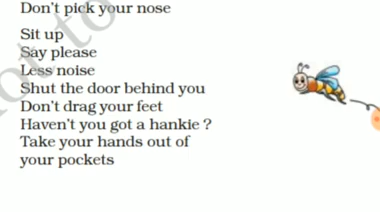 Don't pick your nose
Sit up
Say please
Less noise
Shut the door behind you
Don't drag your feet
Haven't you got a hankie ?
Take your hands out of
your pockets